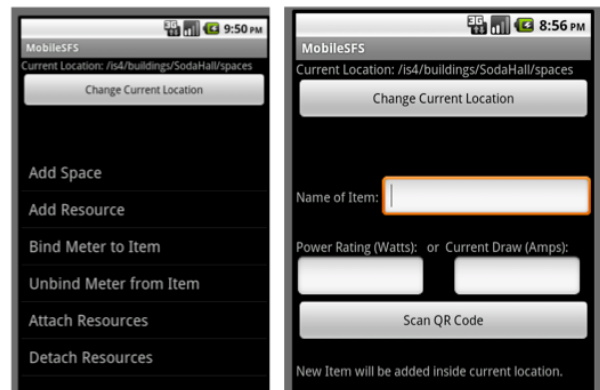 3G 9:50 PM
MobileSFS
Current Location: /is4/buildings/SodaHall/spaces
Change Current Location
Add Space
Add Resource
Bind Meter to Item
Unbind Meter from Item
Attach Resources
Detach Resources
3G 8:56 PM
MobileSFS
Current Location: /is4/buildings/SodaHall/spaces
Change Current Location
Name of Item:
Power Rating (Watts): or Current Draw (Amps):
Scan QR Code
New Item will be added inside current location.